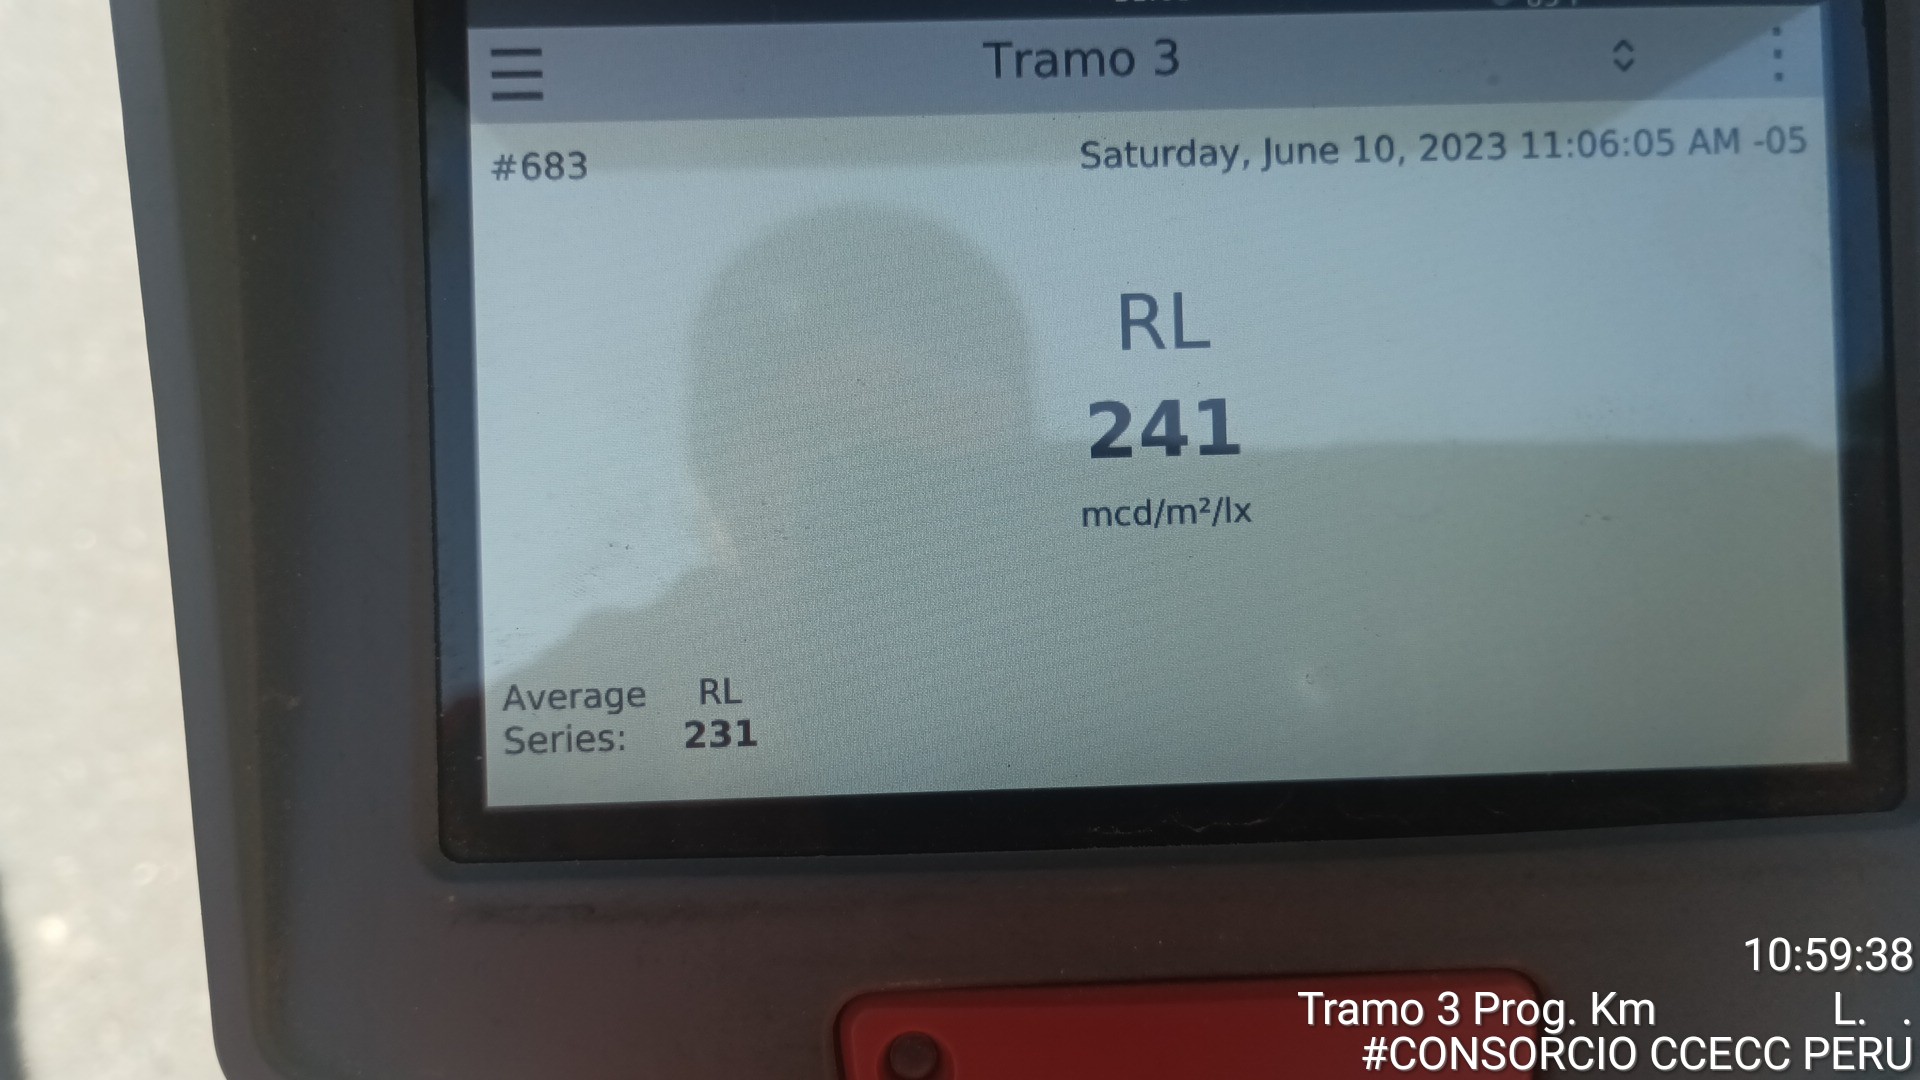 Tramo 3
#683
Saturday, June 10, 2023 11:06:05 AM -05
RL
241
mcd/m²/lx
Average RL
Series: 231
10:59:38
Tramo 3 Prog. Km L. .
#CONSORCIO CCECC PERU